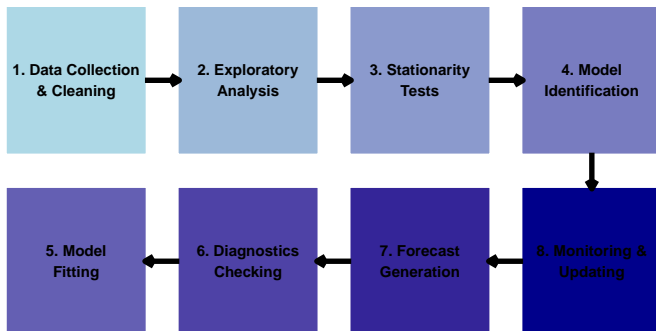 1. Data Collection
& Cleaning
2. Exploratory
Analysis
3. Stationarity
Tests
4. Model
Identification
5. Model
Fitting
6. Diagnostics
Checking
7. Forecast
Generation
8. Monitoring &
Updating